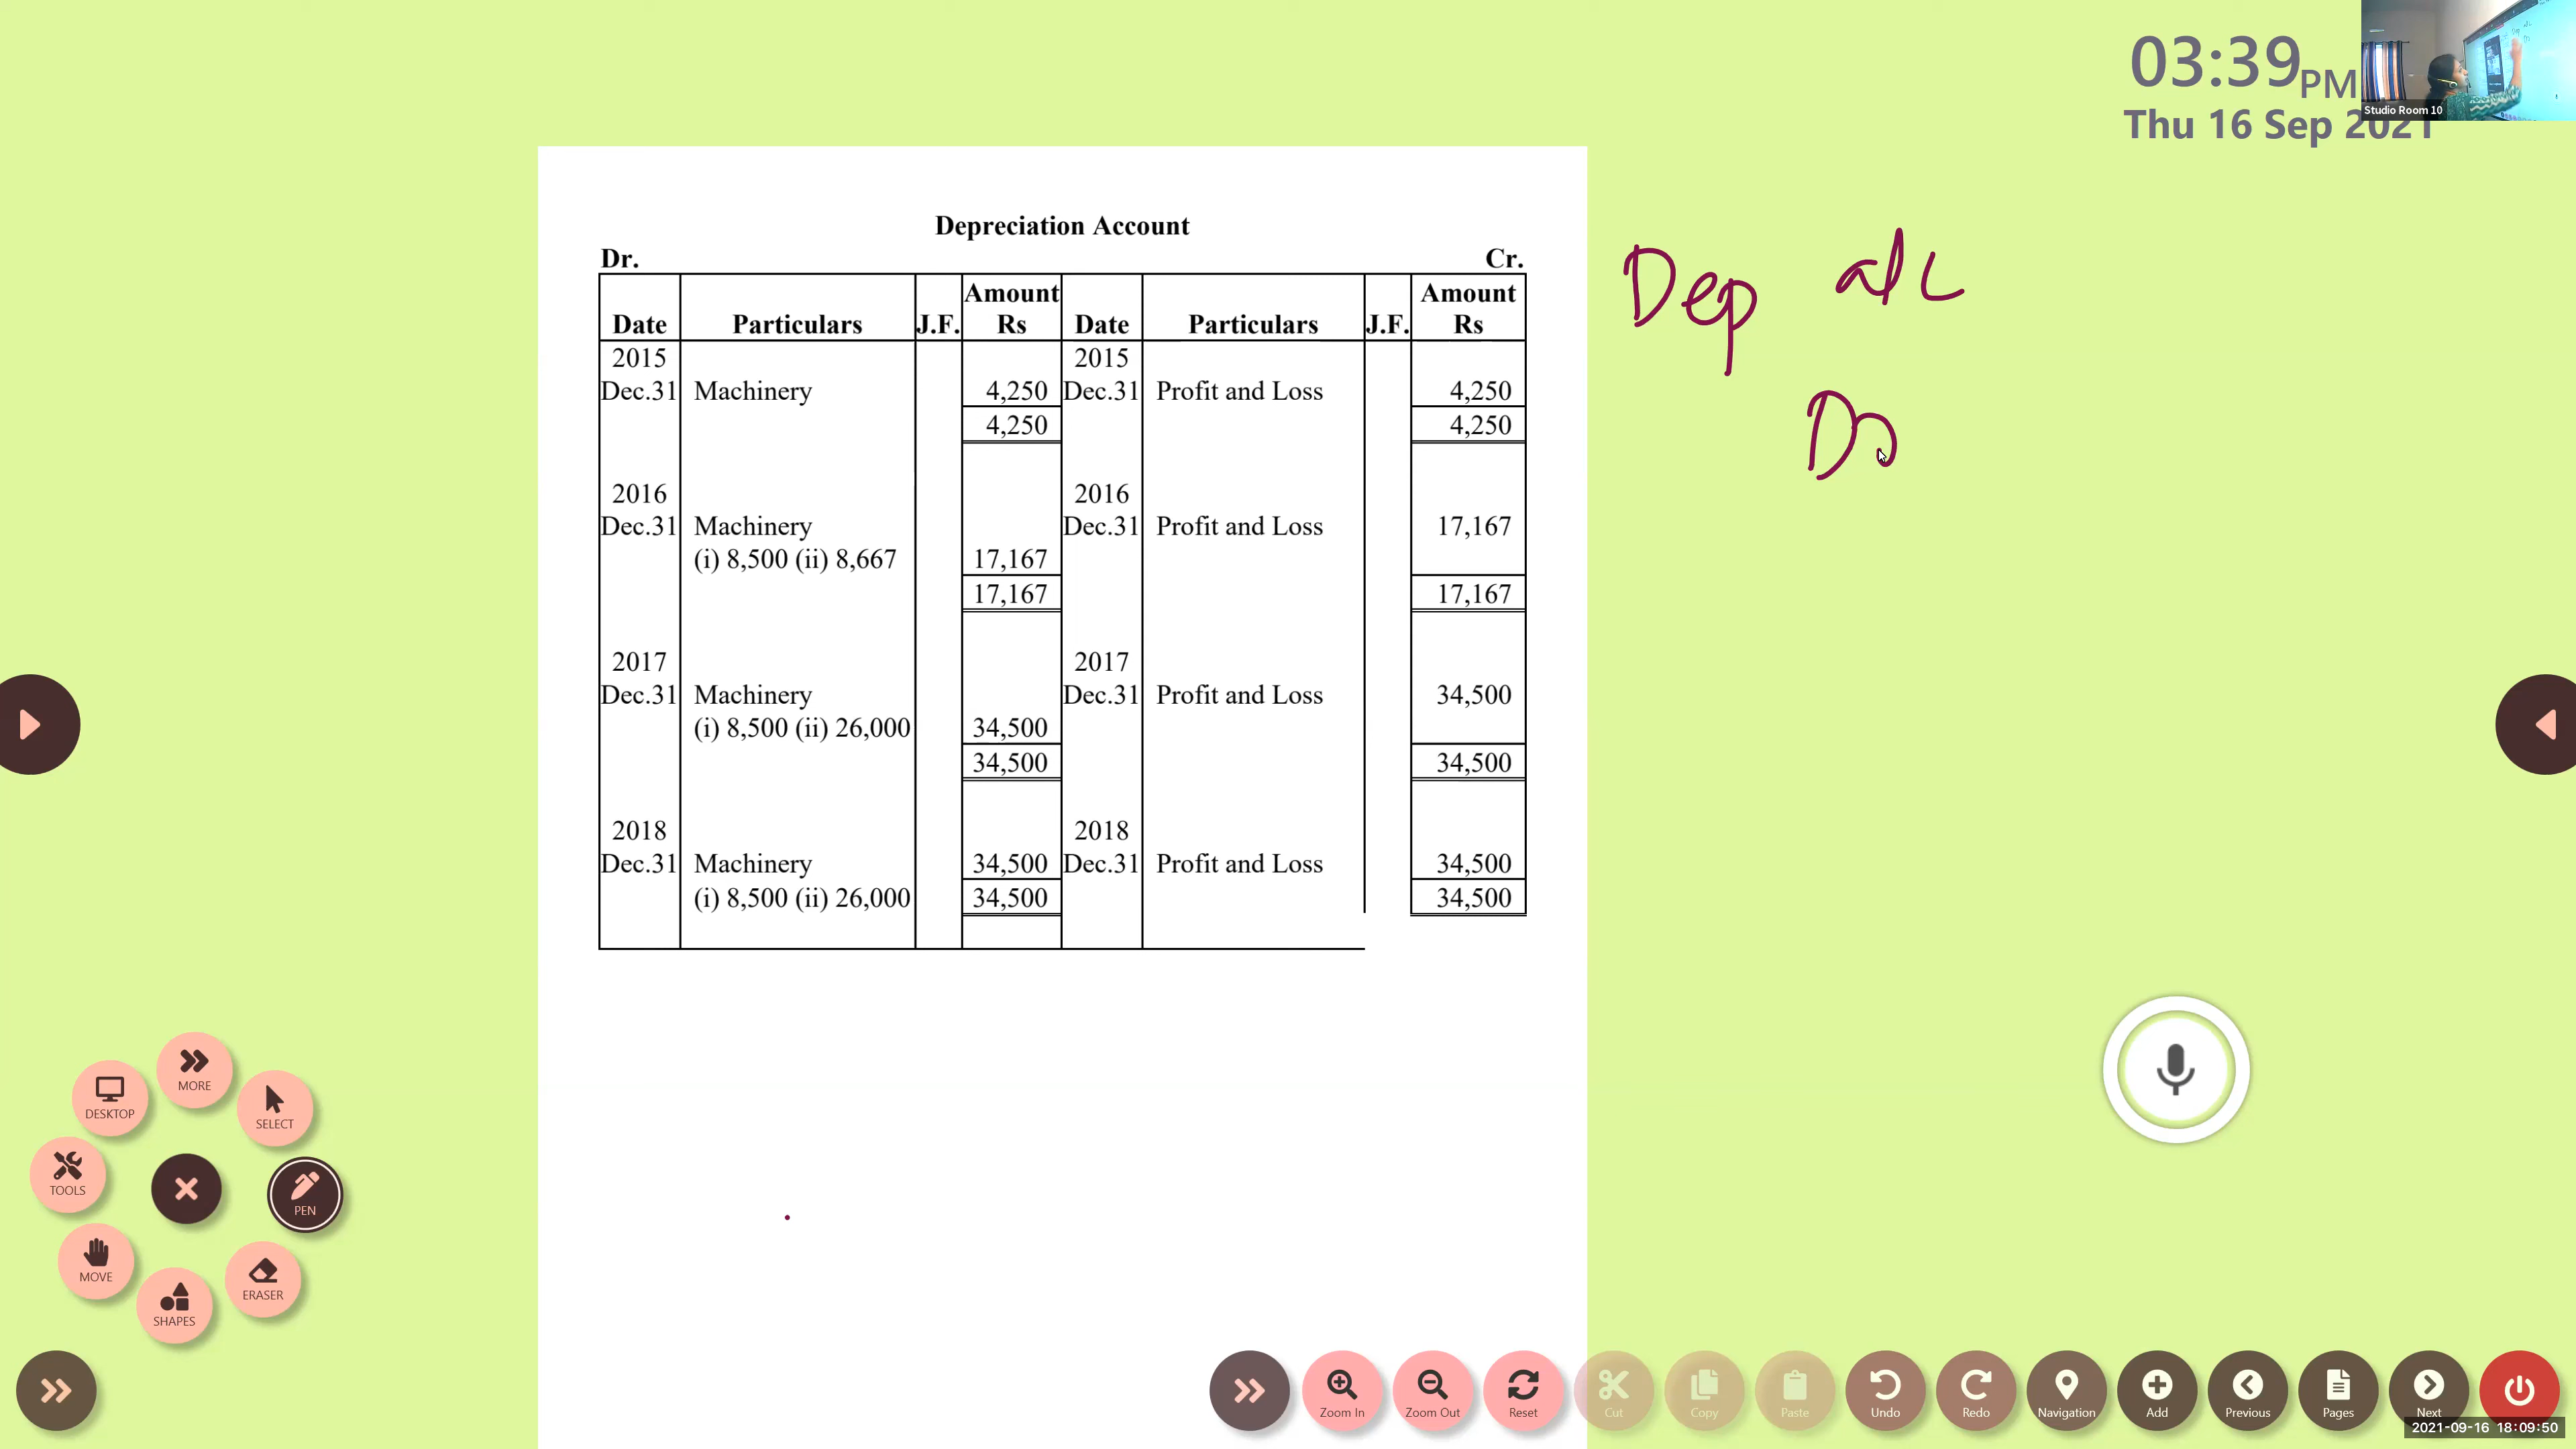 03:39PM
Thu 16 Sep 2021
Studio Room 10
Depreciation Account
Dr. Cr.
Date Particulars J.F. Amount Rs Date Particulars J.F. Amount Rs
2015 2015
Dec.31 Machinery 4,250 Dec.31 Profit and Loss 4,250
4,250 4,250
2016 2016
Dec.31 Machinery Dec.31 Profit and Loss 17,167
(i) 8,500 (ii) 8,667 17,167
17,167 17,167
2017 2017
Dec.31 Machinery Dec.31 Profit and Loss 34,500
(i) 8,500 (ii) 26,000 34,500
34,500 34,500
2018 2018
Dec.31 Machinery 34,500 Dec.31 Profit and Loss 34,500
(i) 8,500 (ii) 26,000 34,500 34,500
Dep a/c
MORE
DESKTOP
SELECT
TOOLS
PEN
MOVE
ERASER
SHAPES
Zoom In Zoom Out Reset Cut Copy Paste Undo Redo Navigation Add Previous Pages Next
2021-09-16 18:09:50